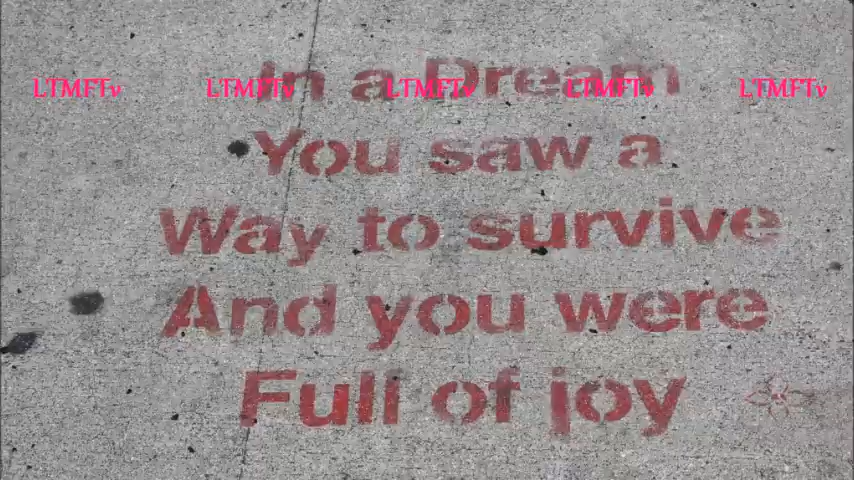 In a Dream
LTMFTv LTMFTv LTMFTv LTMFTv LTMFTv
You saw a
Way to survive
And you were
Full of joy